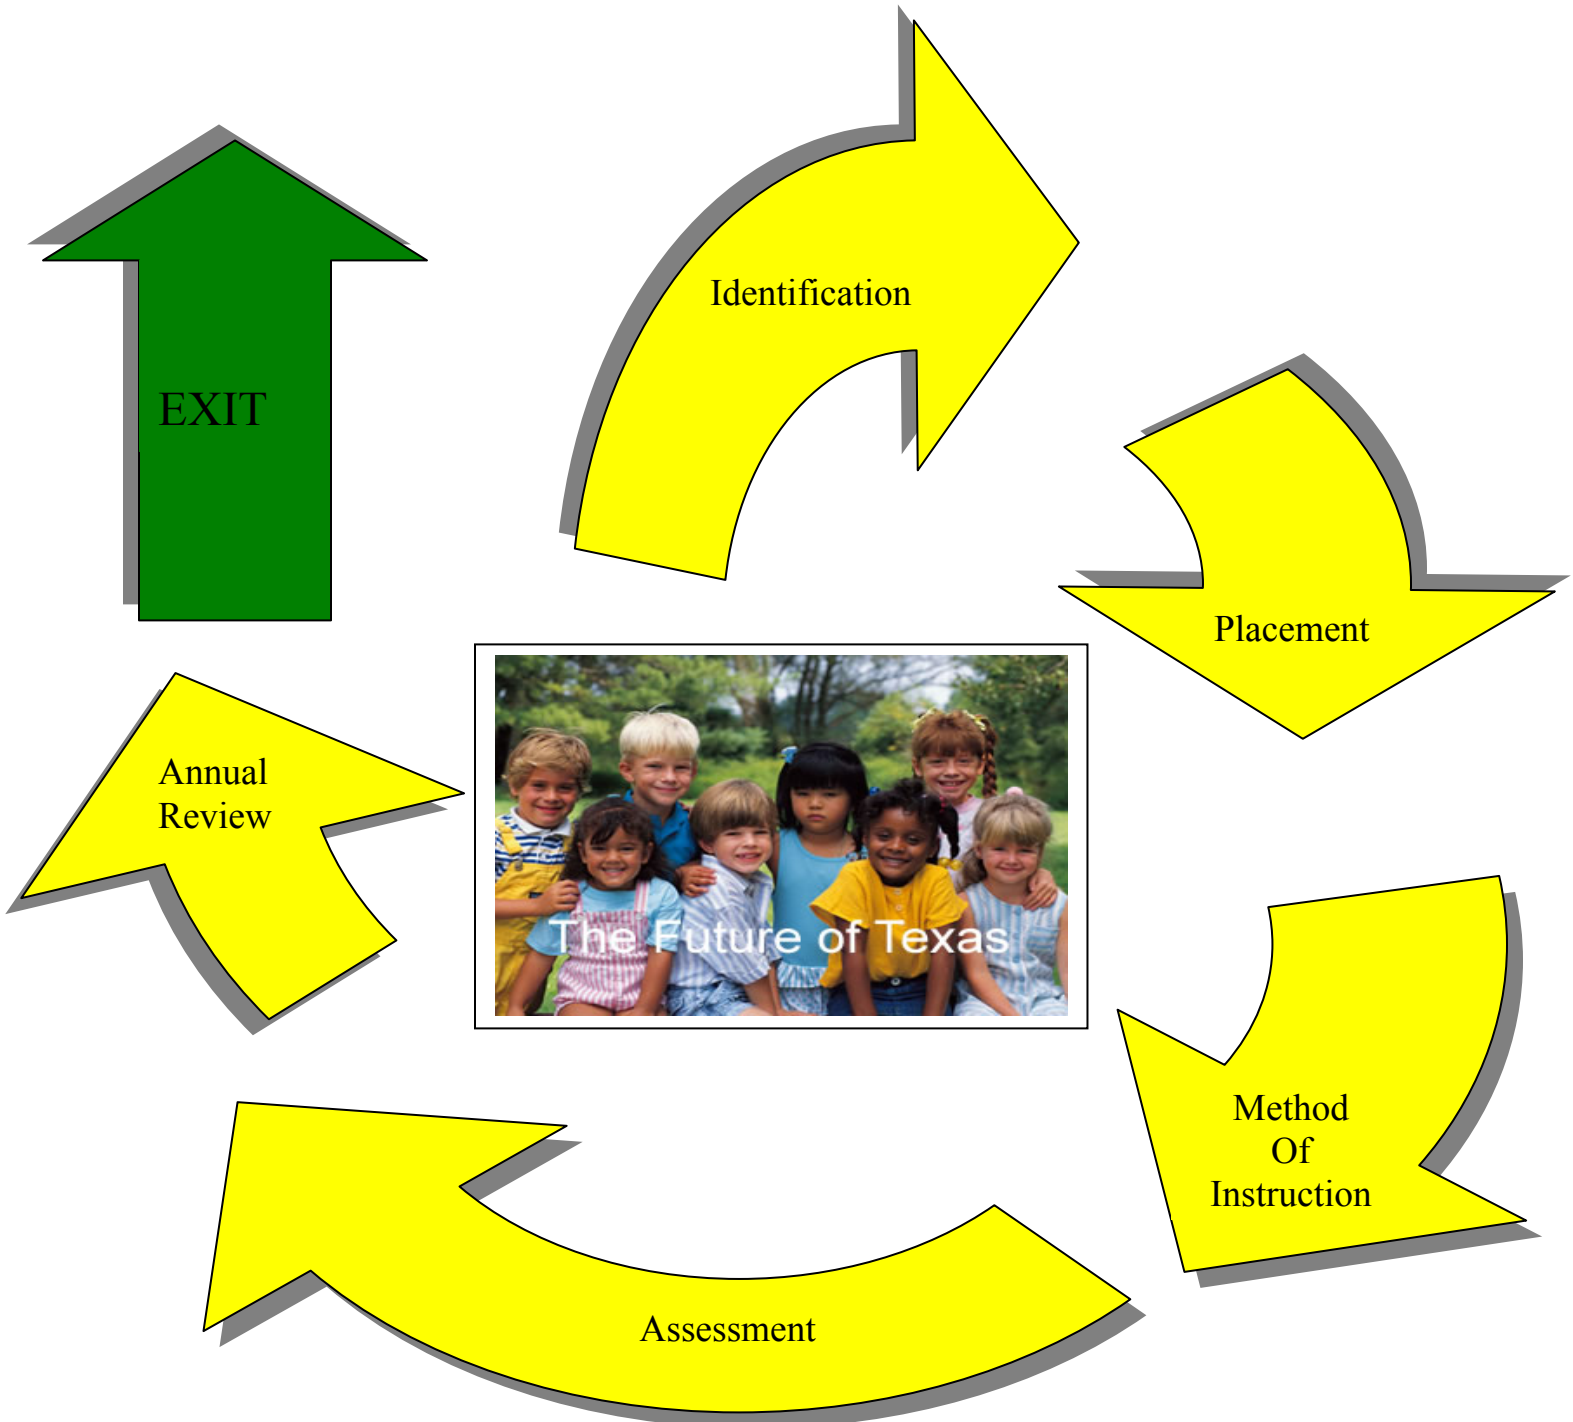 Identification
EXIT
Placement
Annual
Review
The Future of Texas
Method
Of
Instruction
Assessment